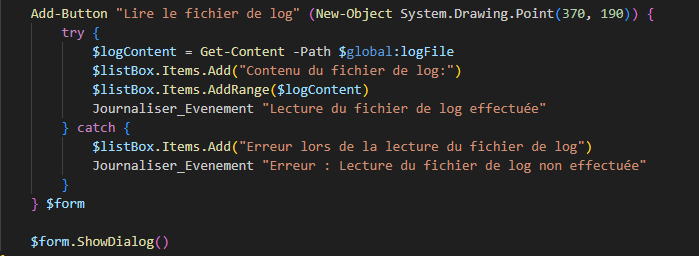 Add-Button "Lire le fichier de log" (New-Object System.Drawing.Point(370, 190)) {
    try {
        $logContent = Get-Content -Path $global:logFile
        $listBox.Items.Add("Contenu du fichier de log:")
        $listBox.Items.AddRange($logContent)
        Journaliser_Evenement "Lecture du fichier de log effectuée"
    } catch {
        $listBox.Items.Add("Erreur lors de la lecture du fichier de log")
        Journaliser_Evenement "Erreur : Lecture du fichier de log non effectuée"
    }
} $form
$form.ShowDialog()